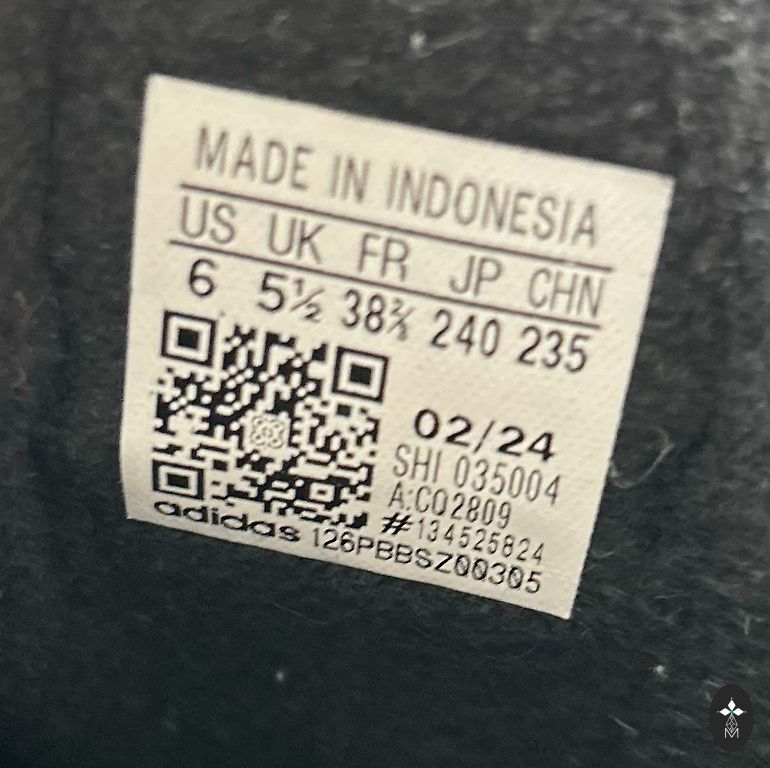 MADE IN INDONESIA
US UK FR JP CHN
6 5½ 38⅔ 240 235
02/24
SHI 035004
A:CQ2809
#134525824
adidas 126PBBSZ00305
M